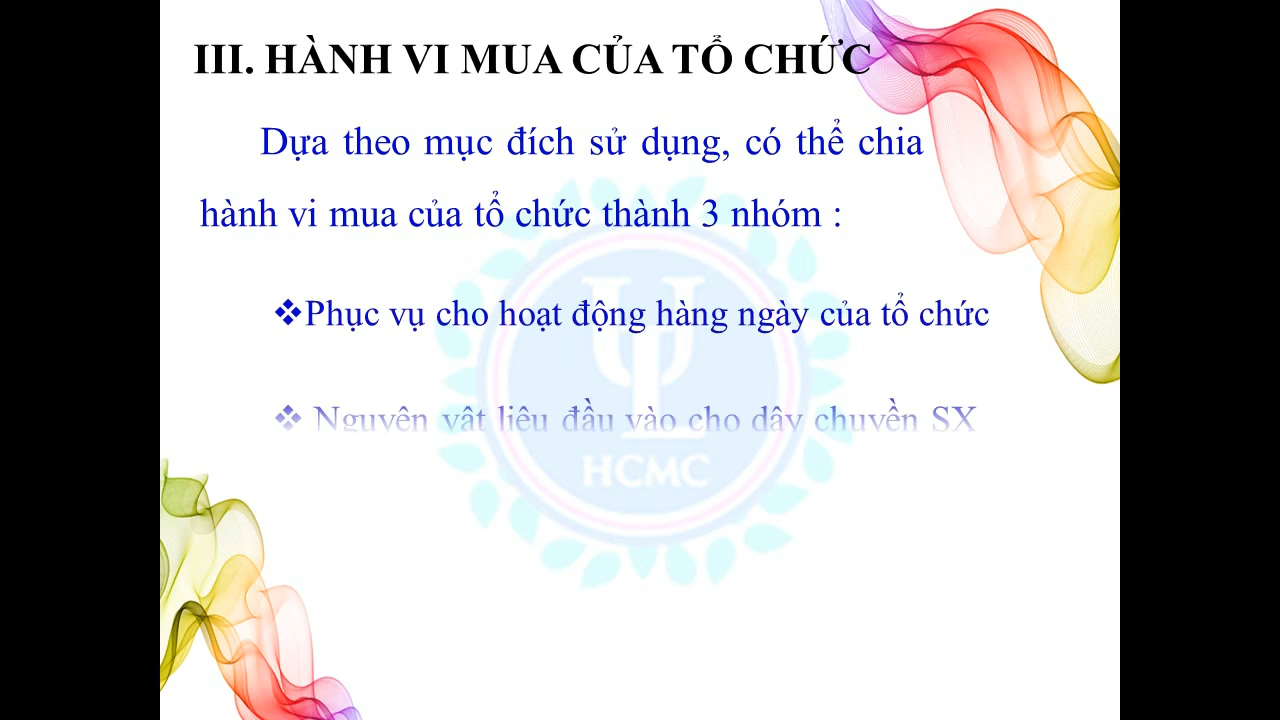 III. HÀNH VI MUA CỦA TỔ CHỨC
Dựa theo mục đích sử dụng, có thể chia
hành vi mua của tổ chức thành 3 nhóm :
❖Phục vụ cho hoạt động hàng ngày của tổ chức
❖ Nguyên vật liệu đầu vào cho dây chuyền SX
HCMC